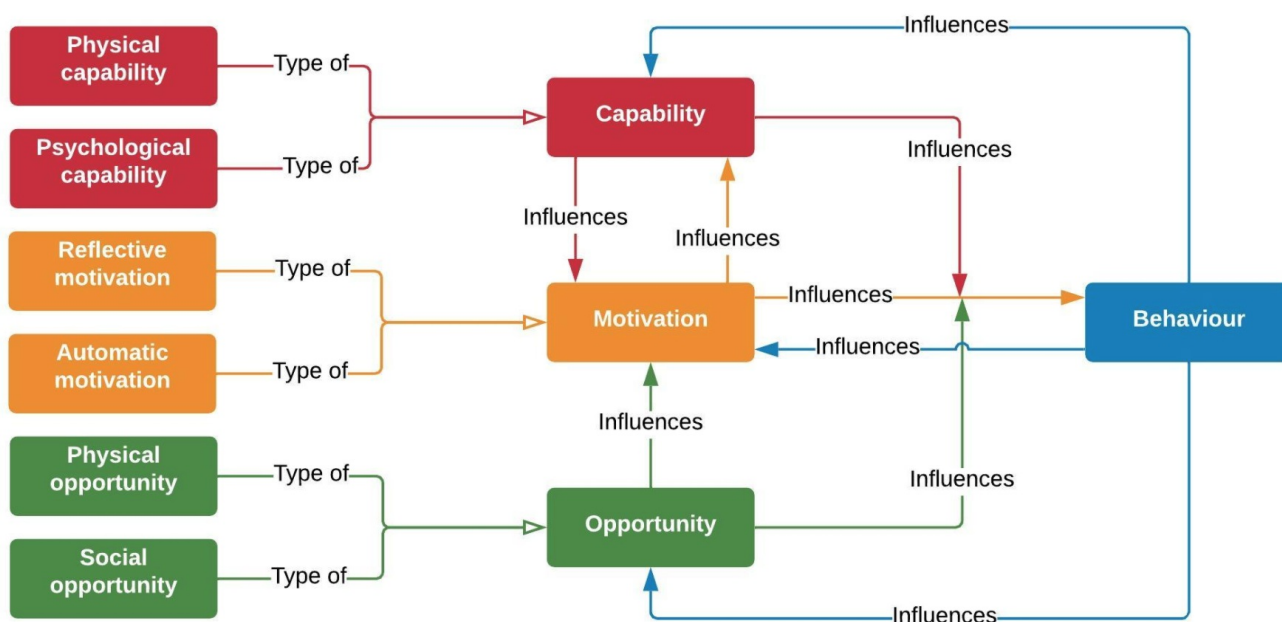 Influences
Physical
capability
Type of
Capability
Influences
Psychological
capability
Type of
Influences
Influences
Reflective
motivation
Type of
Influences
Motivation
Behaviour
Influences
Automatic
motivation
Type of
Influences
Physical
opportunity
Type of
Influences
Opportunity
Social
opportunity
Type of
Influences